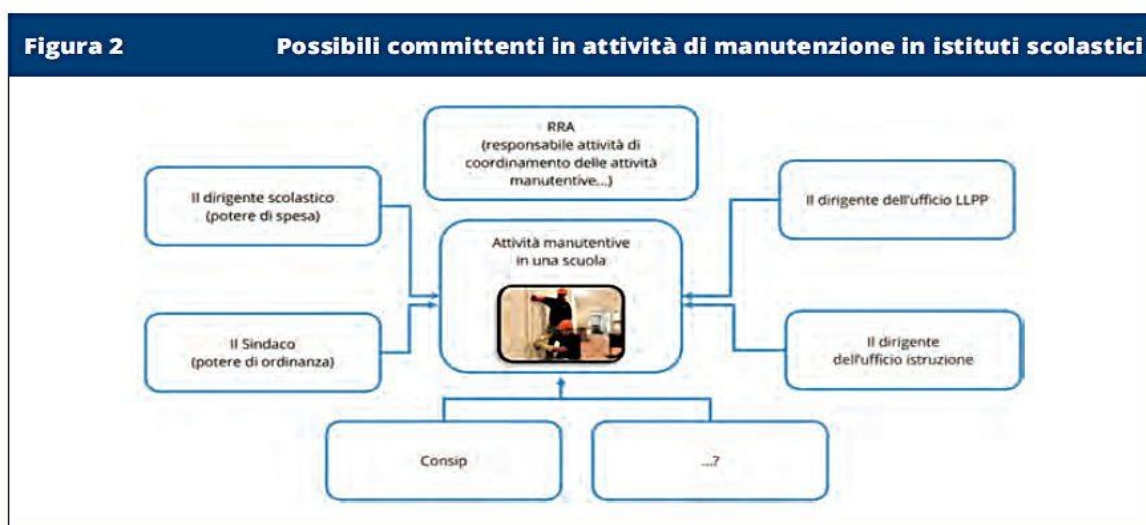 Figura 2
Possibili committenti in attività di manutenzione in istituti scolastici
RRA
(responsabile attività di
coordinamento delle attività
manutentive...)
Il dirigente scolastico
(potere di spesa)
Il dirigente dell'ufficio LLPP
Attività manutentive
in una scuola
Il Sindaco
(potere di ordinanza)
Il dirigente
dell'ufficio istruzione
Consip
...?